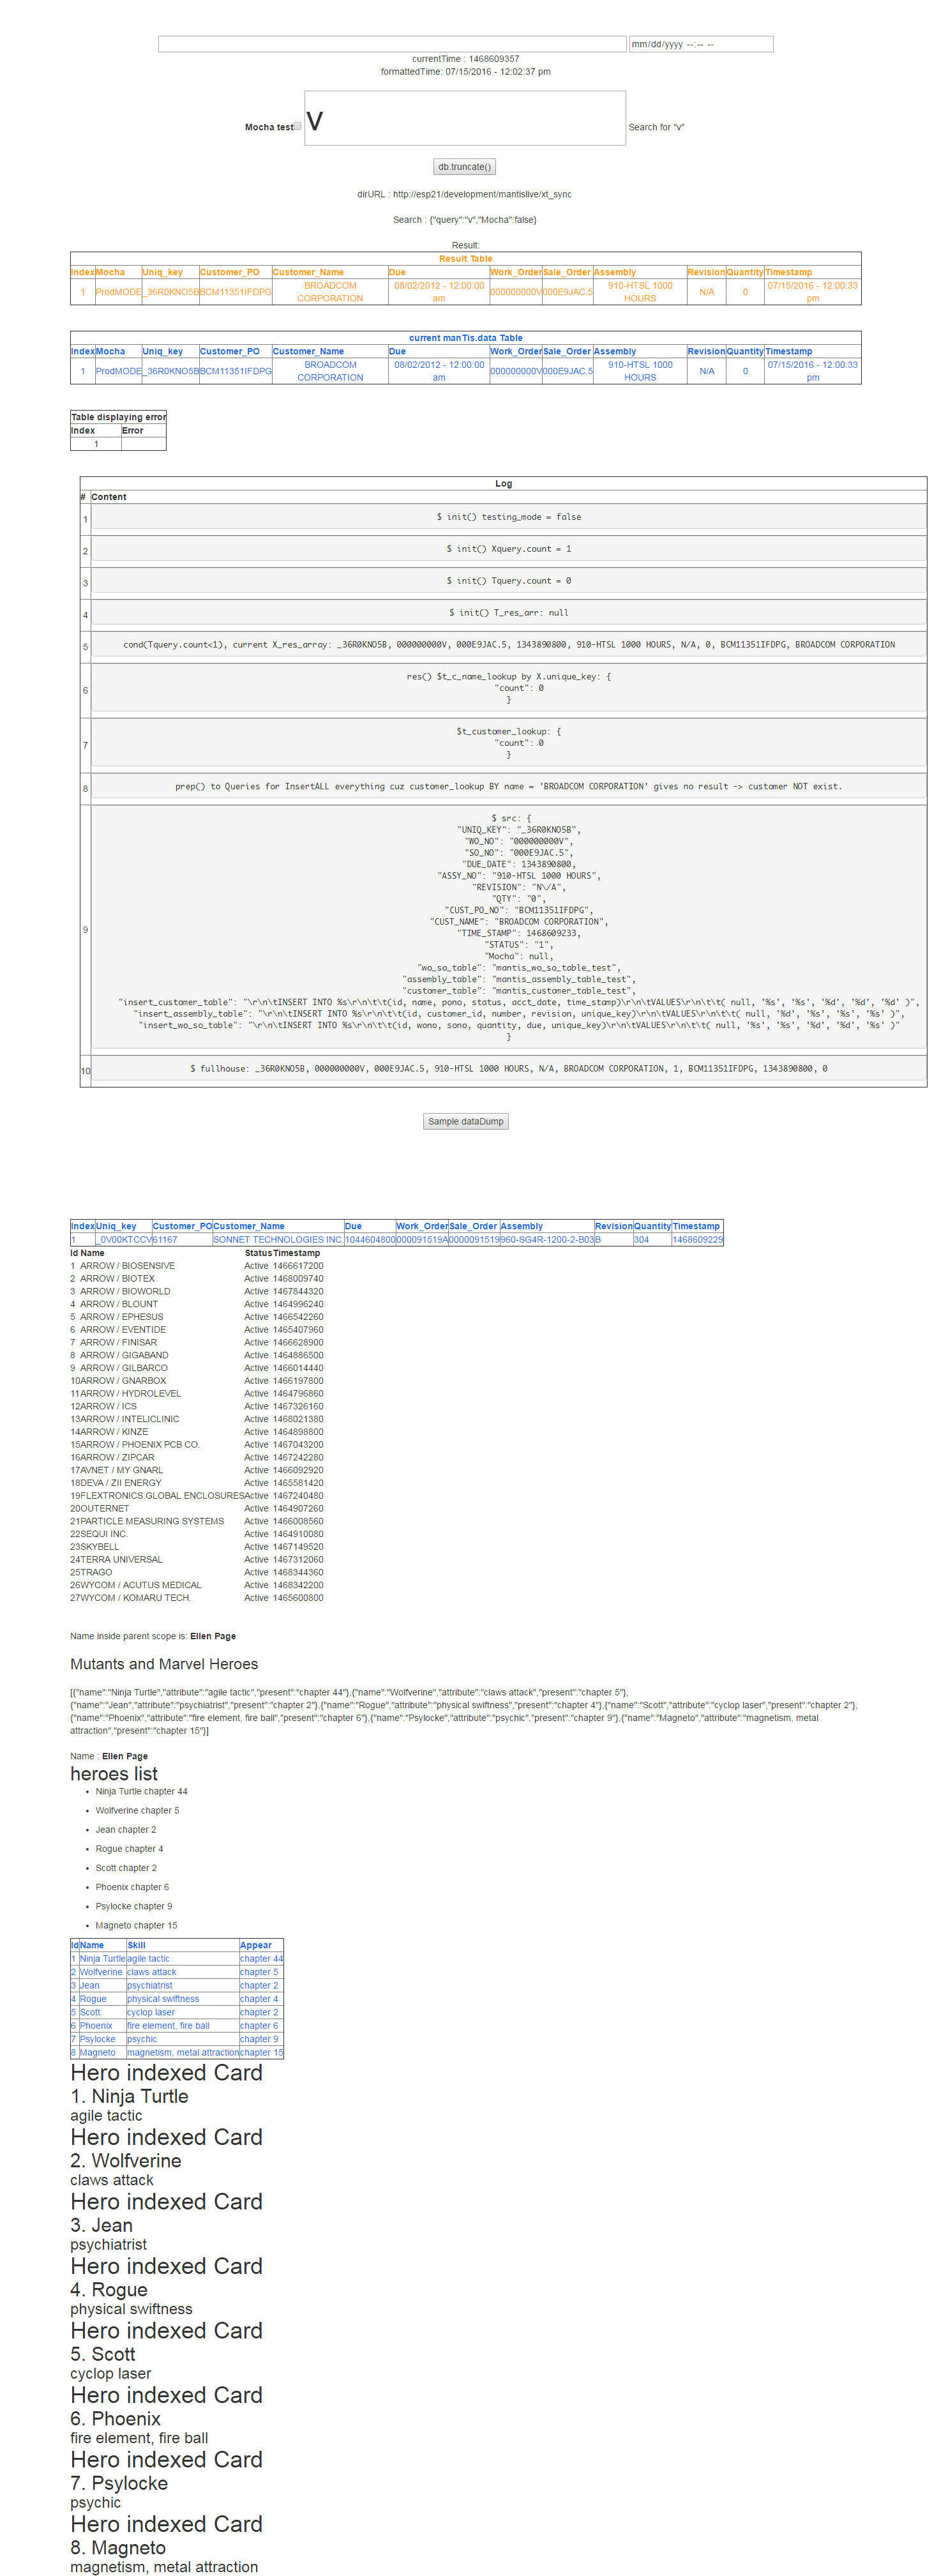 mm/dd/yyyy --:-- --
currentTime : 1468609357
formattedTime: 07/15/2016 - 12:02:37 pm
Mocha test V Search for "v"
db.truncate()
dirURL : http://esp21/development/mantislive/xt_sync
Search : {"query":"v","Mocha":false}
Result:
Result Table
Index Mocha Uniq_key Customer_PO Customer_Name Due Work_Order Sale_Order Assembly Revision Quantity Timestamp
1 ProdMODE _36R0KNO5B BCM11351IFDPG BROADCOM CORPORATION 08/02/2012 - 12:00:00 am 000000000V 000E9JAC.5 910-HTSL 1000 HOURS N/A 0 07/15/2016 - 12:00:33 pm
current manTis.data Table
Index Mocha Uniq_key Customer_PO Customer_Name Due Work_Order Sale_Order Assembly Revision Quantity Timestamp
1 ProdMODE _36R0KNO5B BCM11351IFDPG BROADCOM CORPORATION 08/02/2012 - 12:00:00 am 000000000V 000E9JAC.5 910-HTSL 1000 HOURS N/A 0 07/15/2016 - 12:00:33 pm
Table displaying error
Index Error
1
Log
# Content
1 $ init() testing_mode = false
2 $ init() Xquery.count = 1
3 $ init() Tquery.count = 0
4 $ init() T_res_arr: null
5 cond(Tquery.count<1), current X_res_array: _36R0KNO5B, 000000000V, 000E9JAC.5, 1343890800, 910-HTSL 1000 HOURS, N/A, 0, BCM11351IFDPG, BROADCOM CORPORATION
6 res() $t_c_name_lookup by X.unique_key: {
"count": 0
}
7 $t_customer_lookup: {
"count": 0
}
8 prep() to Queries for InsertALL everything cuz customer_lookup BY name = 'BROADCOM CORPORATION' gives no result -> customer NOT exist.
9 $ src: {
"UNIQ_KEY": "_36R0KNO5B",
"WO_NO": "000000000V",
"SO_NO": "000E9JAC.5",
"DUE_DATE": 1343890800,
"ASSY_NO": "910-HTSL 1000 HOURS",
"REVISION": "N\/A",
"QTY": "0",
"CUST_PO_NO": "BCM11351IFDPG",
"CUST_NAME": "BROADCOM CORPORATION",
"TIME_STAMP": 1468609233,
"STATUS": "1",
"Mocha": null,
"wo_so_table": "mantis_wo_so_table_test",
"assembly_table": "mantis_assembly_table_test",
"customer_table": "mantis_customer_table_test",
"insert_customer_table": "\r\n\tINSERT INTO %s\r\n\t\t(id, name, pono, status, acct_date, time_stamp)\r\n\tVALUES\r\n\t\t( null, '%s', '%s', '%d', '%d', '%d' )",
"insert_assembly_table": "\r\n\tINSERT INTO %s\r\n\t\t(id, customer_id, number, revision, unique_key)\r\n\tVALUES\r\n\t\t( null, '%d', '%s', '%s', '%s' )",
"insert_wo_so_table": "\r\n\tINSERT INTO %s\r\n\t\t(id, wono, sono, quantity, due, unique_key)\r\n\tVALUES\r\n\t\t( null, '%s', '%s', '%d', '%d', '%s' )"
}
10 $ fullhouse: _36R0KNO5B, 000000000V, 000E9JAC.5, 910-HTSL 1000 HOURS, N/A, BROADCOM CORPORATION, 1, BCM11351IFDPG, 1343890800, 0
Sample dataDump
Index Uniq_key Customer_PO Customer_Name Due Work_Order Sale_Order Assembly Revision Quantity Timestamp
1 _0V00KTCCV 61167 SONNET TECHNOLOGIES INC. 1044604800 000091519A 0000091519 960-SG4R-1200-2-B03 B 304 1468609229
Id Name Status Timestamp
1 ARROW / BIOSENSIVE Active 1466617200
2 ARROW / BIOTEX Active 1468009740
3 ARROW / BIOWORLD Active 1467844320
4 ARROW / BLOUNT Active 1464996240
5 ARROW / EPHESUS Active 1466542260
6 ARROW / EVENTIDE Active 1465407960
7 ARROW / FINISAR Active 1466628900
8 ARROW / GIGABAND Active 1464886500
9 ARROW / GILBARCO Active 1466014440
10 ARROW / GNARBOX Active 1466197800
11 ARROW / HYDROLEVEL Active 1464796860
12 ARROW / ICS Active 1467326160
13 ARROW / INTELICLINIC Active 1468021380
14 ARROW / KINZE Active 1464898800
15 ARROW / PHOENIX PCB CO. Active 1467043200
16 ARROW / ZIPCAR Active 1467242280
17 AVNET / MY GNARL Active 1466092920
18 DEVA / ZII ENERGY Active 1465581420
19 FLEXTRONICS GLOBAL ENCLOSURES Active 1467240480
20 OUTERNET Active 1464907260
21 PARTICLE MEASURING SYSTEMS Active 1466008560
22 SEQUI INC. Active 1464910080
23 SKYBELL Active 1467149520
24 TERRA UNIVERSAL Active 1467312060
25 TRAGO Active 1468344360
26 WYCOM / ACUTUS MEDICAL Active 1468342200
27 WYCOM / KOMARU TECH. Active 1465600800
Name inside parent scope is: Ellen Page
Mutants and Marvel Heroes
[{"name":"Ninja Turtle","attribute":"agile tactic","present":"chapter 44"},{"name":"Wolfverine","attribute":"claws attack","present":"chapter 5"},
{"name":"Jean","attribute":"psychiatrist","present":"chapter 2"},{"name":"Rogue","attribute":"physical swiftness","present":"chapter 4"},{"name":"Scott","attribute":"cyclop laser","present":"chapter 2"},
{"name":"Phoenix","attribute":"fire element, fire ball","present":"chapter 6"},{"name":"Psylocke","attribute":"psychic","present":"chapter 9"},{"name":"Magneto","attribute":"magnetism, metal
attraction","present":"chapter 15"}]
Name : Ellen Page
heroes list
• Ninja Turtle chapter 44
• Wolfverine chapter 5
• Jean chapter 2
• Rogue chapter 4
• Scott chapter 2
• Phoenix chapter 6
• Psylocke chapter 9
• Magneto chapter 15
Id Name Skill Appear
1 Ninja Turtle agile tactic chapter 44
2 Wolfverine claws attack chapter 5
3 Jean psychiatrist chapter 2
4 Rogue physical swiftness chapter 4
5 Scott cyclop laser chapter 2
6 Phoenix fire element, fire ball chapter 6
7 Psylocke psychic chapter 9
8 Magneto magnetism, metal attraction chapter 15
Hero indexed Card
1. Ninja Turtle
agile tactic
Hero indexed Card
2. Wolfverine
claws attack
Hero indexed Card
3. Jean
psychiatrist
Hero indexed Card
4. Rogue
physical swiftness
Hero indexed Card
5. Scott
cyclop laser
Hero indexed Card
6. Phoenix
fire element, fire ball
Hero indexed Card
7. Psylocke
psychic
Hero indexed Card
8. Magneto
magnetism, metal attraction